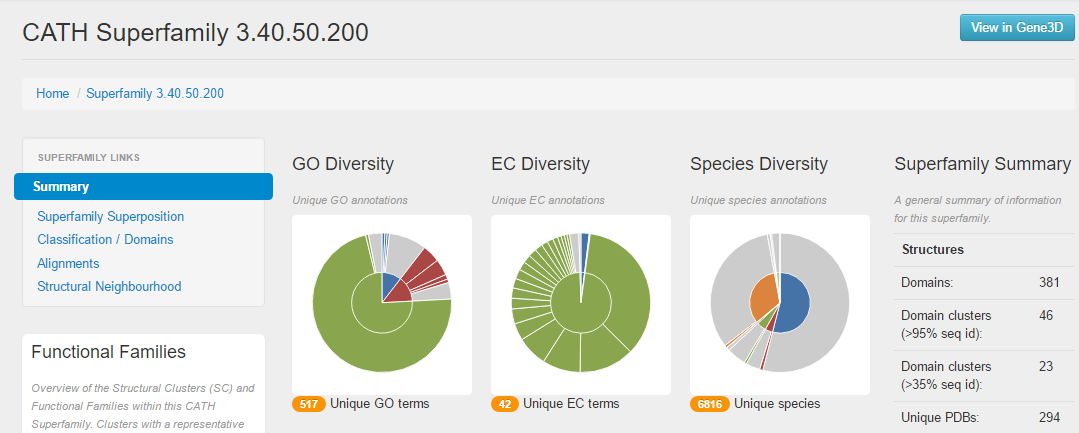 CATH Superfamily 3.40.50.200
View in Gene3D
Home / Superfamily 3.40.50.200
SUPERFAMILY LINKS
Summary
Superfamily Superposition
Classification / Domains
Alignments
Structural Neighbourhood
Functional Families
Overview of the Structural Clusters (SC) and
Functional Families within this CATH
Superfamily. Clusters with a representative
GO Diversity
Unique GO annotations
517 Unique GO terms
EC Diversity
Unique EC annotations
42 Unique EC terms
Species Diversity
Unique species annotations
6816 Unique species
Superfamily Summary
A general summary of information
for this superfamily.
Structures
Domains: 381
Domain clusters 46
(>95% seq id):
Domain clusters 23
(>35% seq id):
Unique PDBs: 294